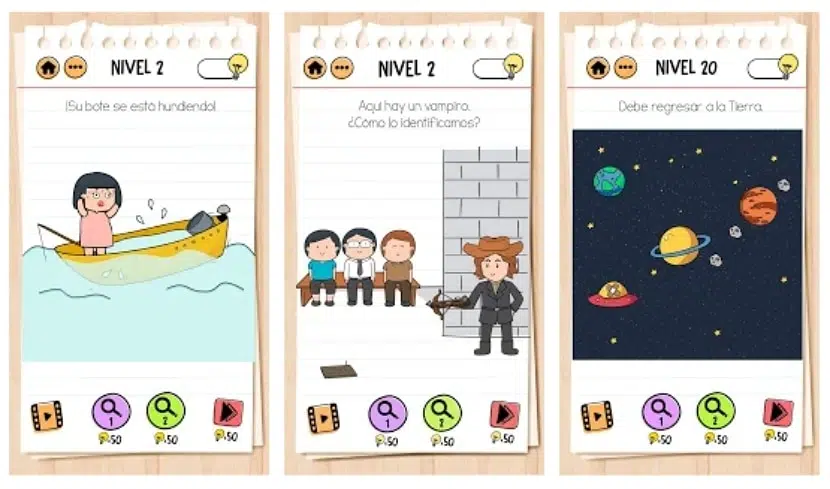 NIVEL 2
¡Su bote se está hundiendo!
1
2
50
50
50
NIVEL 2
Aquí hay un vampiro.
¿Cómo lo identificamos?
1
2
50
50
50
NIVEL 20
Debe regresar a la Tierra.
1
2
50
50
50